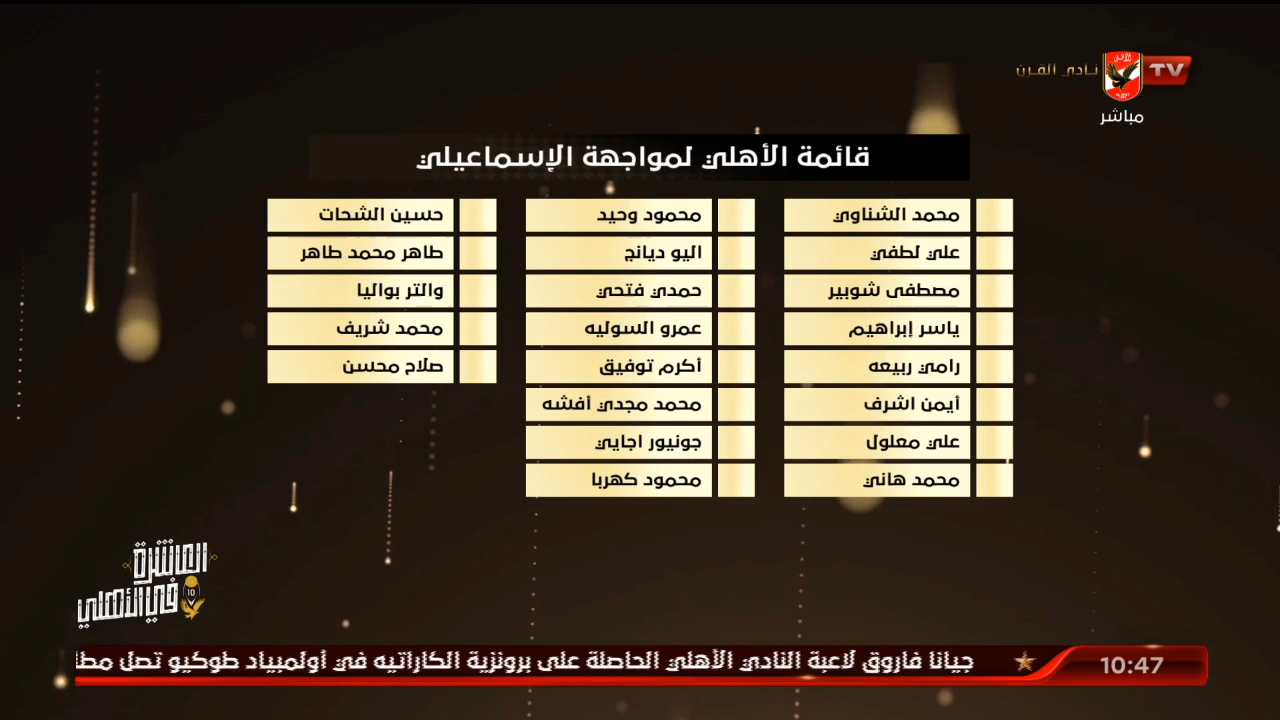 نادي القرن
TV
مباشر
قائمة الأهلي لمواجهة الإسماعيلي
محمد الشناوي
علي لطفي
مصطفى شوبير
ياسر إبراهيم
رامي ربيعه
أيمن اشرف
علي معلول
محمد هاني
محمود وحيد
اليو ديانج
حمدي فتحي
عمرو السوليه
أكرم توفيق
محمد مجدي أفشه
جونيور اجايي
محمود كهربا
حسين الشحات
طاهر محمد طاهر
والتر بواليا
محمد شريف
صلاح محسن
العاشرة
في الأهلي
10
10:47
جيانا فاروق لاعبة النادي الأهلي الحاصلة على برونزية الكاراتيه في أولمبياد طوكيو تصل مطا